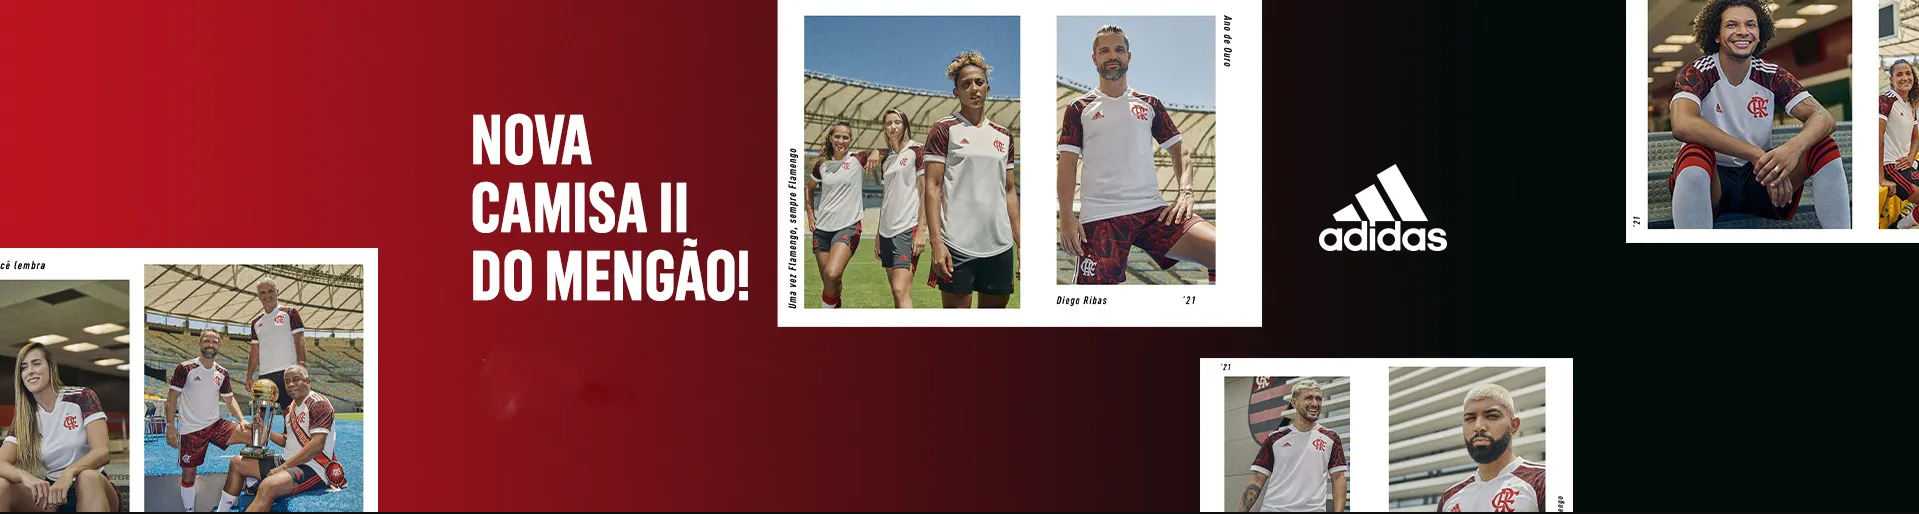 cê lembra
NOVA
CAMISA II
DO MENGÃO!
Uma vez Flamengo, sempre Flamengo
Ano de Ouro
Diego Ribas
'21
adidas
'21
'21
engo